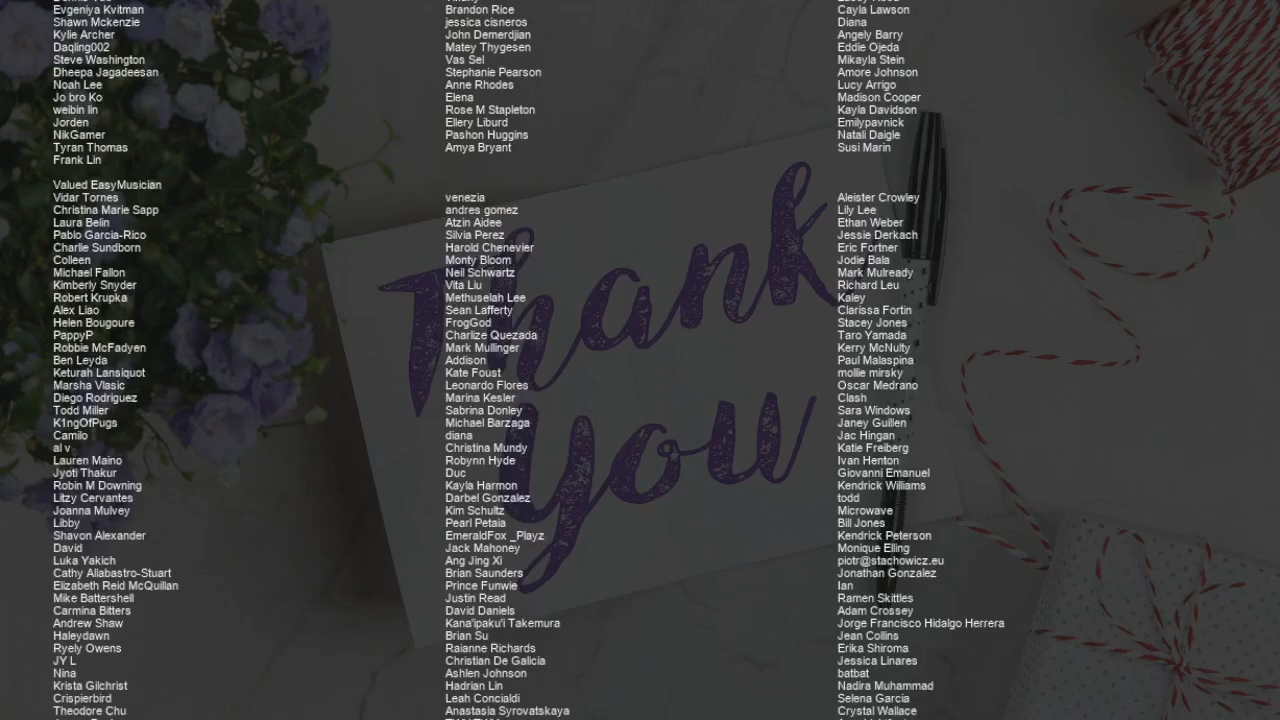 Evgeniya Kvitman
Shawn Mckenzie
Kylie Archer
Daqling002
Steve Washington
Dheepa Jagadeesan
Noah Lee
Jo bro Ko
weibin lin
Jorden
NikGamer
Tyran Thomas
Frank Lin
Brandon Rice
jessica cisneros
John Demerdjian
Matey Thygesen
Vas Sel
Stephanie Pearson
Anne Rhodes
Elena
Rose M Stapleton
Ellery Liburd
Pashon Huggins
Amya Bryant
Cayla Lawson
Diana
Angely Barry
Eddie Ojeda
Mikayla Stein
Amore Johnson
Lucy Arrigo
Madison Cooper
Kayla Davidson
Emilypavnick
Natali Daigle
Susi Marin
Valued EasyMusician
Vidar Tornes
Christina Marie Sapp
Laura Belin
Pablo Garcia-Rico
Charlie Sundborn
Colleen
Michael Fallon
Kimberly Snyder
Robert Krupka
Alex Liao
Helen Bougoure
PappyP
Robbie McFadyen
Ben Leyda
Keturah Lansiquot
Marsha Vlasic
Diego Rodriguez
Todd Miller
K1ngOfPugs
Camilo
al v
Lauren Maino
Jyoti Thakur
Robin M Downing
Litzy Cervantes
Joanna Mulvey
Libby
Shavon Alexander
David
Luka Yakich
Cathy Allabastro-Stuart
Elizabeth Reid McQuillan
Mike Battershell
Carmina Bitters
Andrew Shaw
Haleydawn
Ryely Owens
JY L
Nina
Krista Gilchrist
Crispierbird
Theodore Chu
venezia
andres gomez
Atzin Aidee
Silvia Perez
Harold Chenevier
Monty Bloom
Neil Schwartz
Vita Liu
Methuselah Lee
Sean Lafferty
FrogGod
Charlize Quezada
Mark Mullinger
Addison
Kate Foust
Leonardo Flores
Marina Kesler
Sabrina Donley
Michael Barzaga
diana
Christina Mundy
Robynn Hyde
Duc
Kayla Harmon
Darbel Gonzalez
Kim Schultz
Pearl Petaia
EmeraldFox _Playz
Jack Mahoney
Ang Jing Xi
Brian Saunders
Prince Funwie
Justin Read
David Daniels
Kana'ipaku'i Takemura
Brian Su
Raianne Richards
Christian De Galicia
Ashlen Johnson
Hadrian Lin
Leah Concialdi
Anastasia Syrovatskaya
Aleister Crowley
Lily Lee
Ethan Weber
Jessie Derkach
Eric Fortner
Jodie Bala
Mark Mulready
Richard Leu
Kaley
Clarissa Fortin
Stacey Jones
Taro Yamada
Kerry McNulty
Paul Malaspina
mollie mirsky
Oscar Medrano
Clash
Sara Windows
Janey Guillen
Jac Hingan
Katie Freiberg
Ivan Henton
Giovanni Emanuel
Kendrick Williams
todd
Microwave
Bill Jones
Kendrick Peterson
Monique Elling
piotr@stachowicz.eu
Jonathan Gonzalez
Ian
Ramen Skittles
Adam Crossey
Jorge Francisco Hidalgo Herrera
Jean Collins
Erika Shiroma
Jessica Linares
batbat
Nadira Muhammad
Selena Garcia
Crystal Wallace
Thank
you